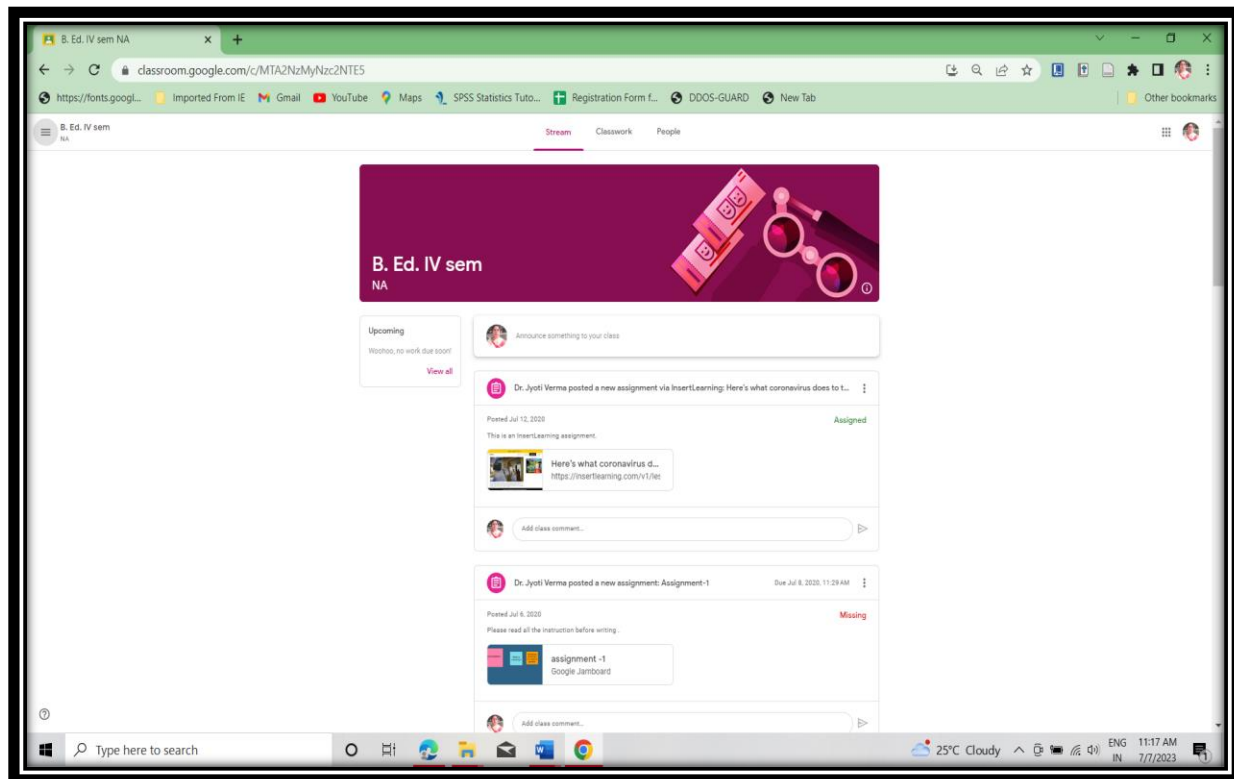 B. Ed. IV sem NA
classroom.google.com/c/MTA2NzMyNzc2NTE5
https://fonts.googl... Imported From IE Gmail YouTube Maps SPSS Statistics Tuto... Registration Form f... DDOS-GUARD New Tab Other bookmarks
B. Ed. IV sem
NA
Stream Classwork People
B. Ed. IV sem
NA
Upcoming
Woohoo, no work due soon!
View all
Announce something to your class
Dr. Jyoti Verma posted a new assignment via InsertLearning: Here's what coronavirus does to t...
Posted Jul 12, 2020 Assigned
This is an InsertLearning assignment.
Here's what coronavirus d...
https://insertlearning.com/v1/les
Add class comment...
Dr. Jyoti Verma posted a new assignment: Assignment-1 Due Jul 8, 2020, 11:29 AM
Posted Jul 6, 2020 Missing
Please read all the instruction before writing .
assignment -1
Google Jamboard
Add class comment...
Type here to search
25°C Cloudy ENG 11:17 AM
IN 7/7/2023